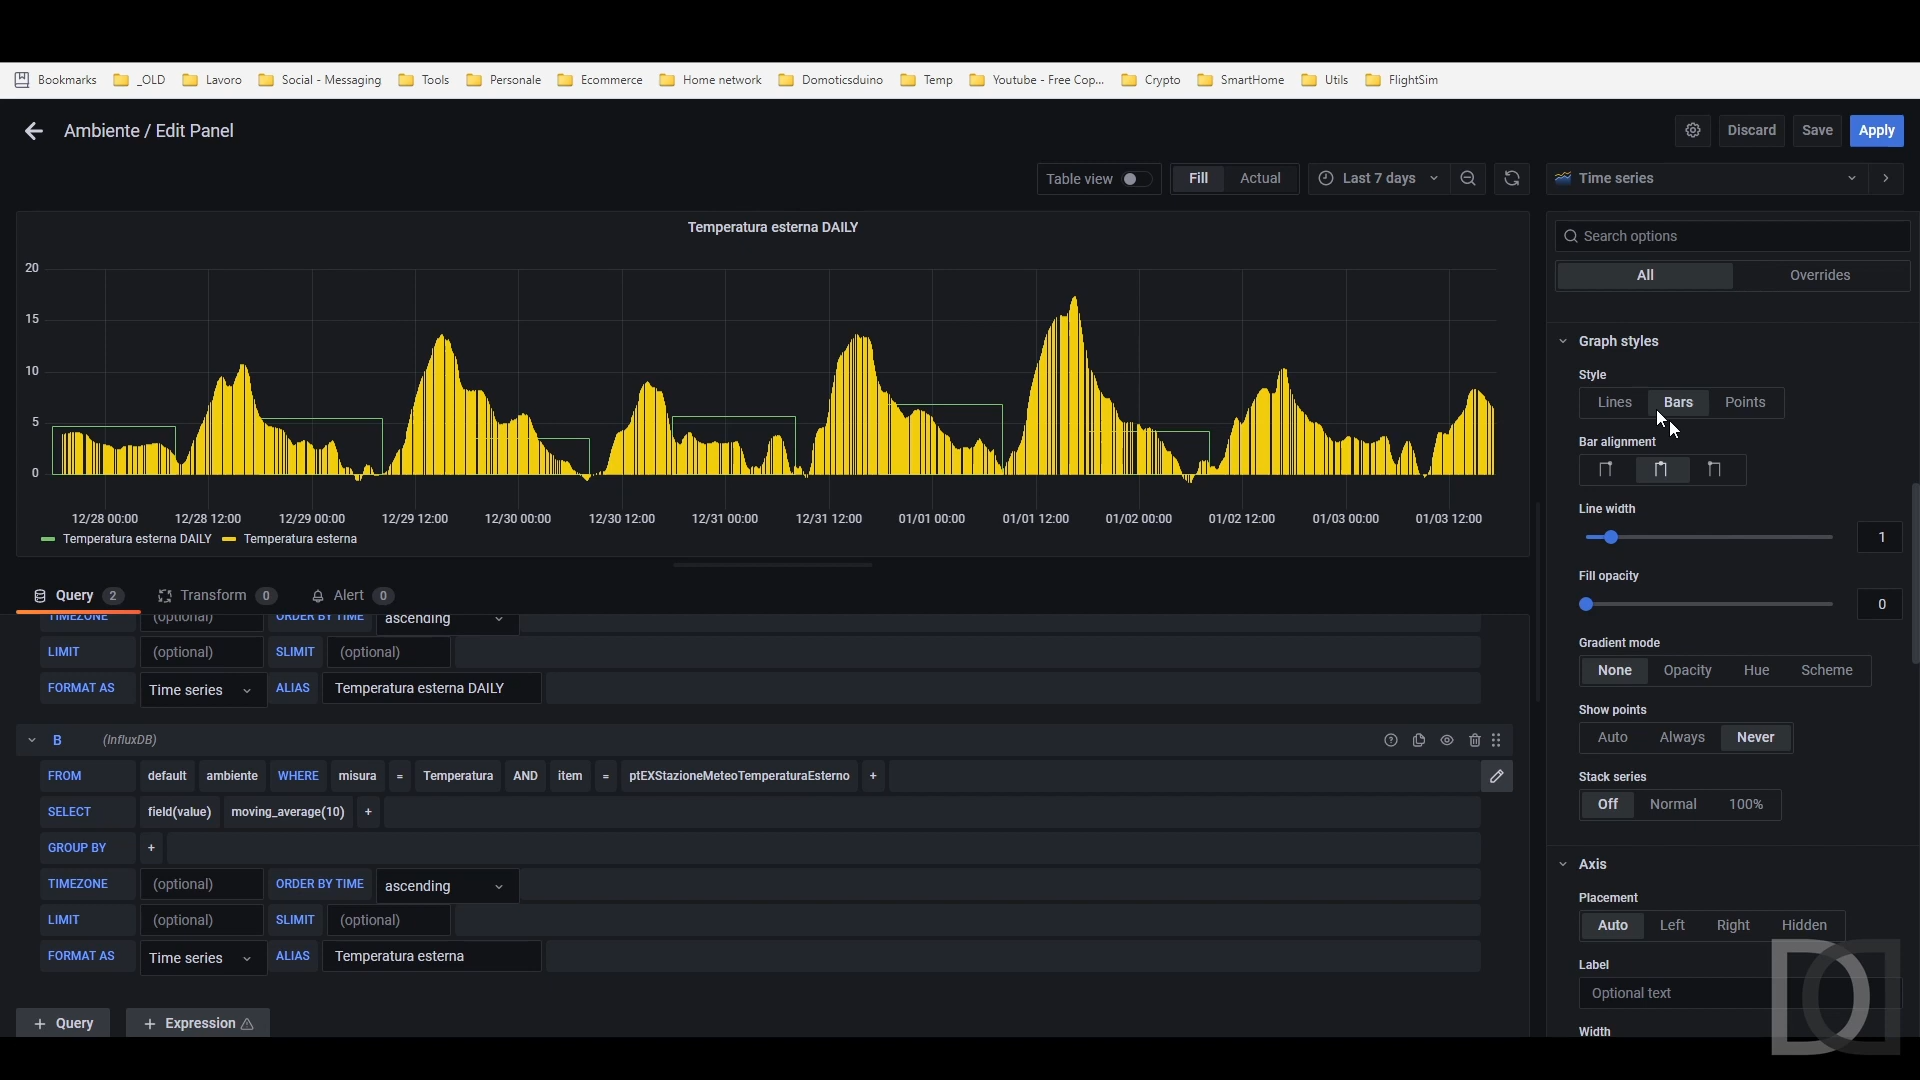 Bookmarks _OLD Lavoro Social - Messaging Tools Personale Ecommerce Home network Domoticsduino Temp Youtube - Free Cop... Crypto SmartHome Utils FlightSim
Ambiente / Edit Panel
Discard Save Apply
Table view Fill Actual Last 7 days Time series
Temperatura esterna DAILY
20
15
10
5
0
12/28 00:00 12/28 12:00 12/29 00:00 12/29 12:00 12/30 00:00 12/30 12:00 12/31 00:00 12/31 12:00 01/01 00:00 01/01 12:00 01/02 00:00 01/02 12:00 01/03 00:00 01/03 12:00
Temperatura esterna DAILY Temperatura esterna
Query 2 Transform 0 Alert 0
TIMEZONE (optional) ORDER BY TIME ascending
LIMIT (optional) SLIMIT (optional)
FORMAT AS Time series ALIAS Temperatura esterna DAILY
B (InfluxDB)
FROM default ambiente WHERE misura = Temperatura AND item = ptEXStazioneMeteoTemperaturaEsterno +
SELECT field(value) moving_average(10) +
GROUP BY +
TIMEZONE (optional) ORDER BY TIME ascending
LIMIT (optional) SLIMIT (optional)
FORMAT AS Time series ALIAS Temperatura esterna
+ Query + Expression
Search options
All Overrides
Graph styles
Style
Lines Bars Points
Bar alignment
Line width
1
Fill opacity
0
Gradient mode
None Opacity Hue Scheme
Show points
Auto Always Never
Stack series
Off Normal 100%
Axis
Placement
Auto Left Right Hidden
Label
Optional text
Width